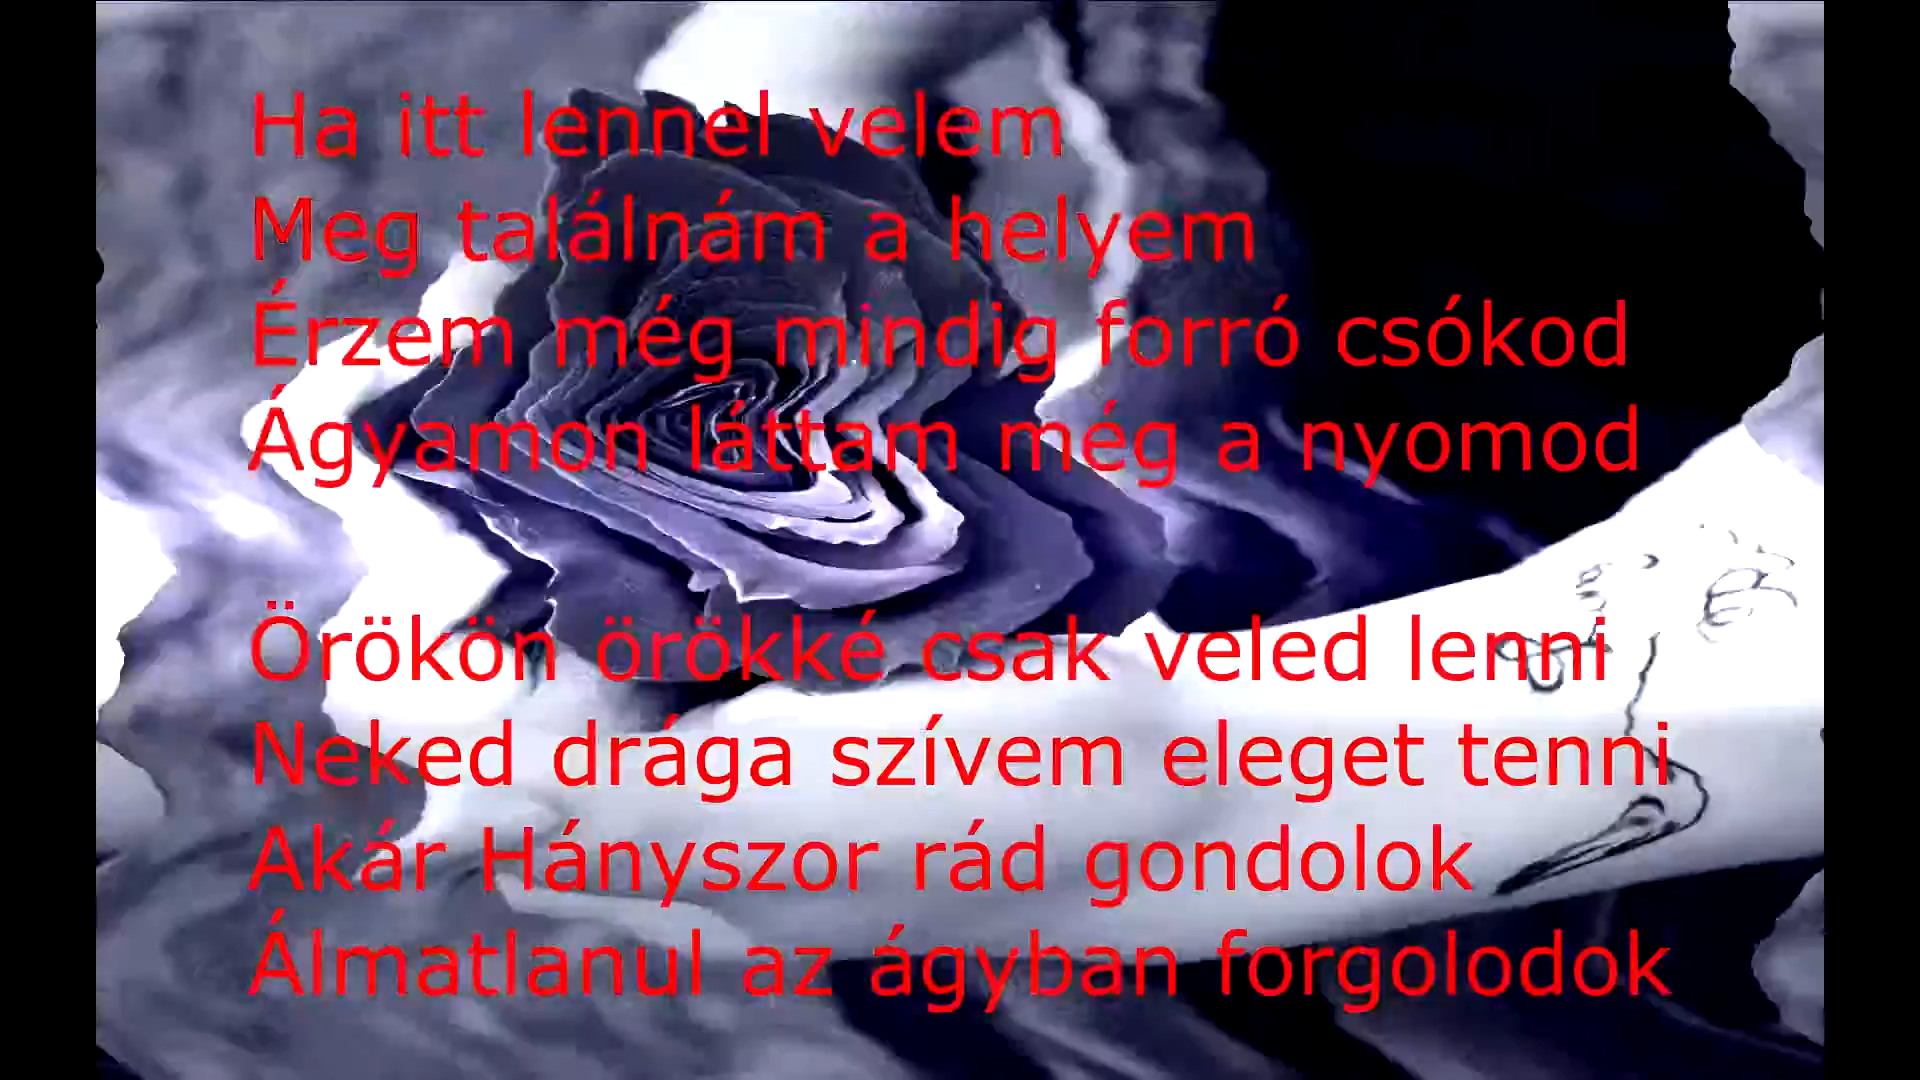 Ha itt lennél velem
Meg találnám a helyem
Érzem még mindig forró csókod
Ágyamon láttam még a nyomod
Örökön örökké csak veled lenni
Neked drága szívem eleget tenni
Akár Hányszor rád gondolok
Álmatlanul az ágyban forgolodok